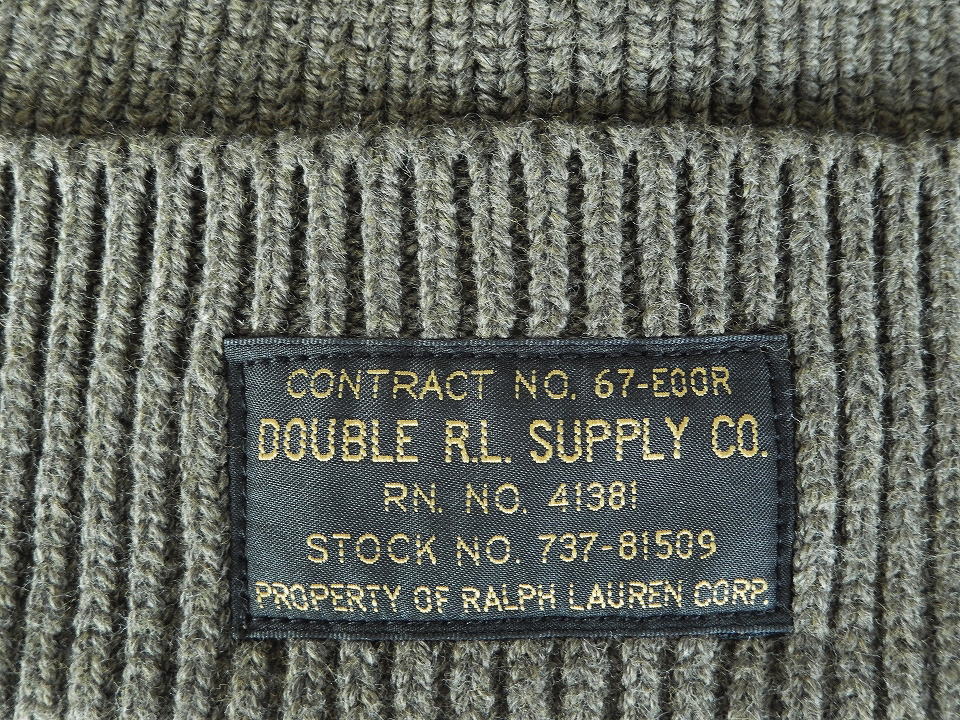 CONTRACT NO. 67-E00R
DOUBLE R.L. SUPPLY CO.
RN. NO. 41381
STOCK NO. 737-81509
PROPERTY OF RALPH LAUREN CORP.